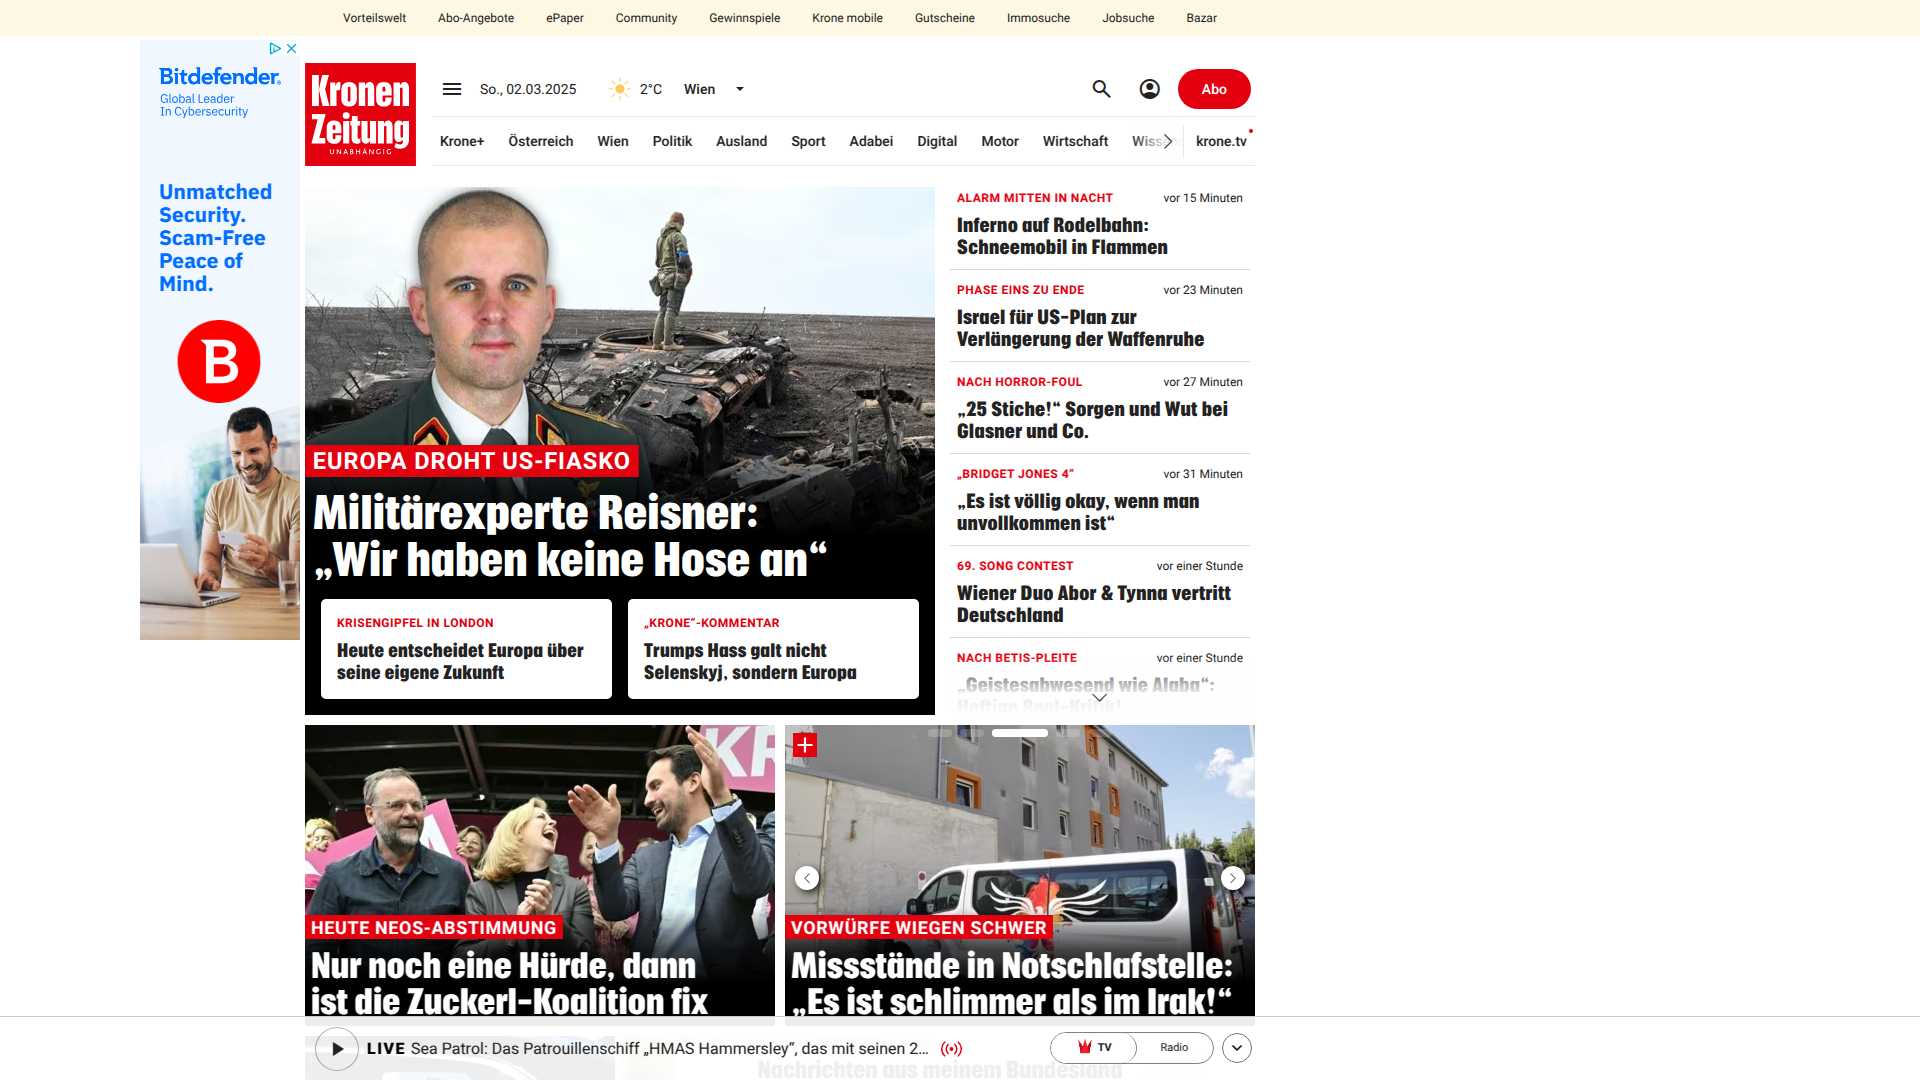 Vorteilswelt Abo-Angebote ePaper Community Gewinnspiele Krone mobile Gutscheine Immosuche Jobsuche Bazar
Bitdefender
Global Leader
In Cybersecurity
Unmatched
Security.
Scam-Free
Peace of
Mind.
B
Kronen
Zeitung
UNABHÄNGIG
So., 02.03.2025 2°C Wien Abo
Krone+ Österreich Wien Politik Ausland Sport Adabei Digital Motor Wirtschaft krone.tv
EUROPA DROHT US-FIASKO
Militärexperte Reisner:
„Wir haben keine Hose an“
KRISENGIPFEL IN LONDON
Heute entscheidet Europa über
seine eigene Zukunft
„KRONE“-KOMMENTAR
Trumps Hass galt nicht
Selenskyj, sondern Europa
ALARM MITTEN IN NACHT vor 15 Minuten
Inferno auf Rodelbahn:
Schneemobil in Flammen
PHASE EINS ZU ENDE vor 23 Minuten
Israel für US-Plan zur
Verlängerung der Waffenruhe
NACH HORROR-FOUL vor 27 Minuten
„25 Stiche!“ Sorgen und Wut bei
Glasner und Co.
„BRIDGET JONES 4“ vor 31 Minuten
„Es ist völlig okay, wenn man
unvollkommen ist“
69. SONG CONTEST vor einer Stunde
Wiener Duo Abor & Tynna vertritt
Deutschland
NACH BETIS-PLEITE vor einer Stunde
„Geistesabwesend wie Alaba“:
Heftige Real-Kritik!
KR
HEUTE NEOS-ABSTIMMUNG
Nur noch eine Hürde, dann
ist die Zuckerl-Koalition fix
VORWÜRFE WIEGEN SCHWER
Missstände in Notschlafstelle:
„Es ist schlimmer als im Irak!“
LIVE Sea Patrol: Das Patrouillenschiff „HMAS Hammersley“, das mit seinen 2... TV Radio
Nachrichten aus meinem Bundesland